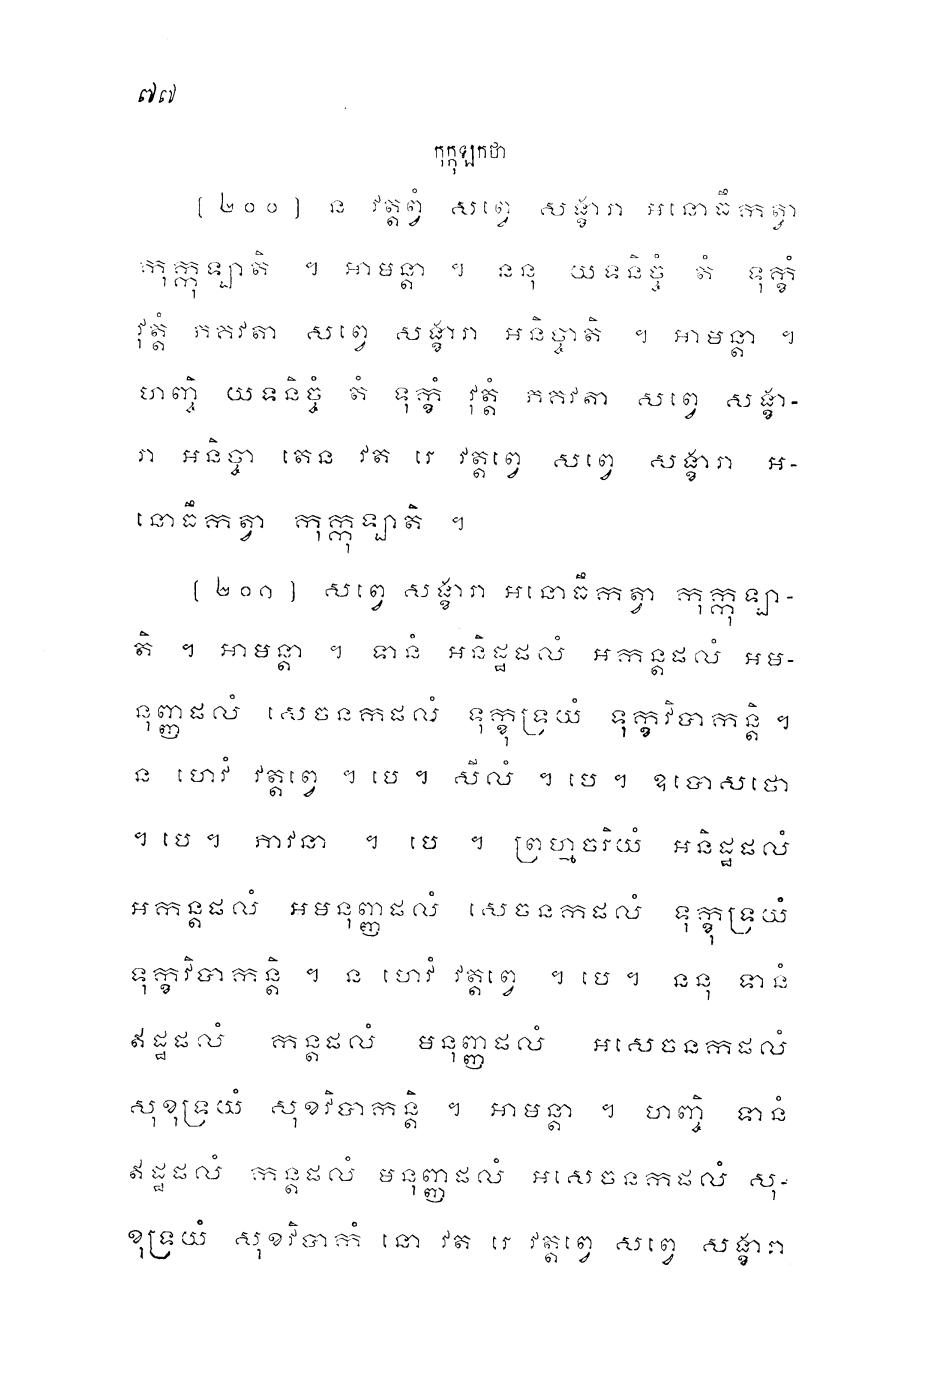 ៧៧
កុក្កុឡកថា
[ ២០០ ] ន វត្តព្វំ សព្វេ សង្ខារា អនោធឹកត្វា
កុក្កុឡាតិ ។ អាមន្តា ។ ននុ យទនិច្ចំ តំ ទុក្ខំ
វុត្តំ ភគវតា សព្វេ សង្ខារា អនិច្ចាតិ ។ អាមន្តា ។
ហញ្ចិ យទនិច្ចំ តំ ទុក្ខំ វុត្តំ ភគវតា សព្វេ សង្ខា-
រា អនិច្ចា តេន វត រេ វត្តព្វេ សព្វេ សង្ខារា អ-
នោធឹកត្វា កុក្កុឡាតិ ។
[ ២០១ ] សព្វេ សង្ខារា អនោធឹកត្វា កុក្កុឡា-
តិ ។ អាមន្តា ។ ទានំ អនិដ្ឋផលំ អកន្តផលំ អម-
នុញ្ញផលំ សេចនកផលំ ទុក្ខុទ្រយំ ទុក្ខវិបាកន្តិ ។
ន ហេវំ វត្តព្វេ ។ បេ ។ សីលំ ។ បេ ។ ឧបោសថោ
។ បេ ។ ភាវនា ។ បេ ។ ព្រហ្មចរិយំ អនិដ្ឋផលំ
អកន្តផលំ អមនុញ្ញផលំ សេចនកផលំ ទុក្ខុទ្រយំ
ទុក្ខវិបាកន្តិ ។ ន ហេវំ វត្តព្វេ ។ បេ ។ ននុ ទានំ
ឥដ្ឋផលំ កន្តផលំ មនុញ្ញផលំ អសេចនកផលំ
សុខុទ្រយំ សុខវិបាកន្តិ ។ អាមន្តា ។ ហញ្ចិ ទានំ
ឥដ្ឋផលំ កន្តផលំ មនុញ្ញផលំ អសេចនកផលំ សុ-
ខុទ្រយំ សុខវិបាកំ នោ វត រេ វត្តព្វេ សព្វេ សង្ខារា